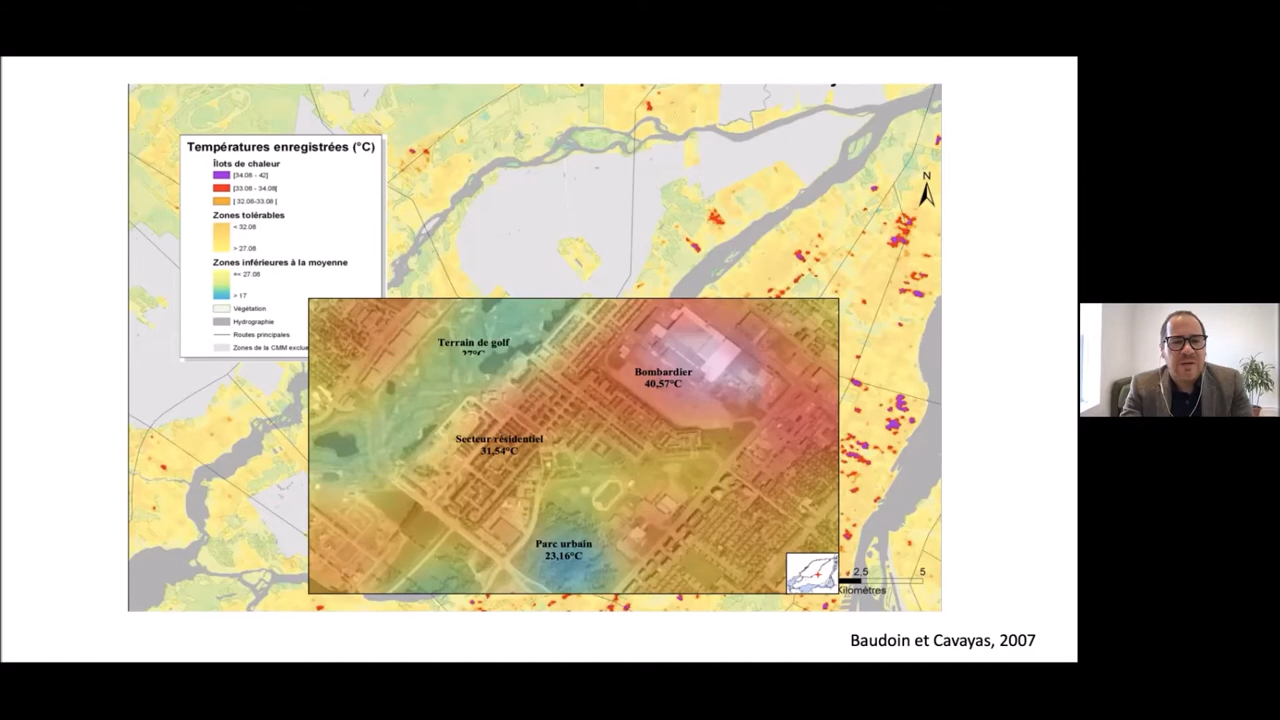 Températures enregistrées (°C)
Îlots de chaleur
[34.08 - 42]
[33.08 - 34.08[
[ 32.08-33.08 [
Zones tolérables
< 32.08
> 27.08
Zones inférieures à la moyenne
=< 27.08
> 17
Végétation
Hydrographie
Routes principales
Zones de la CMM exclue
N
Terrain de golf
27°C
Bombardier
40,57°C
Secteur résidentiel
31,54°C
Parc urbain
23,16°C
2,5 5
Kilomètres
Baudoin et Cavayas, 2007